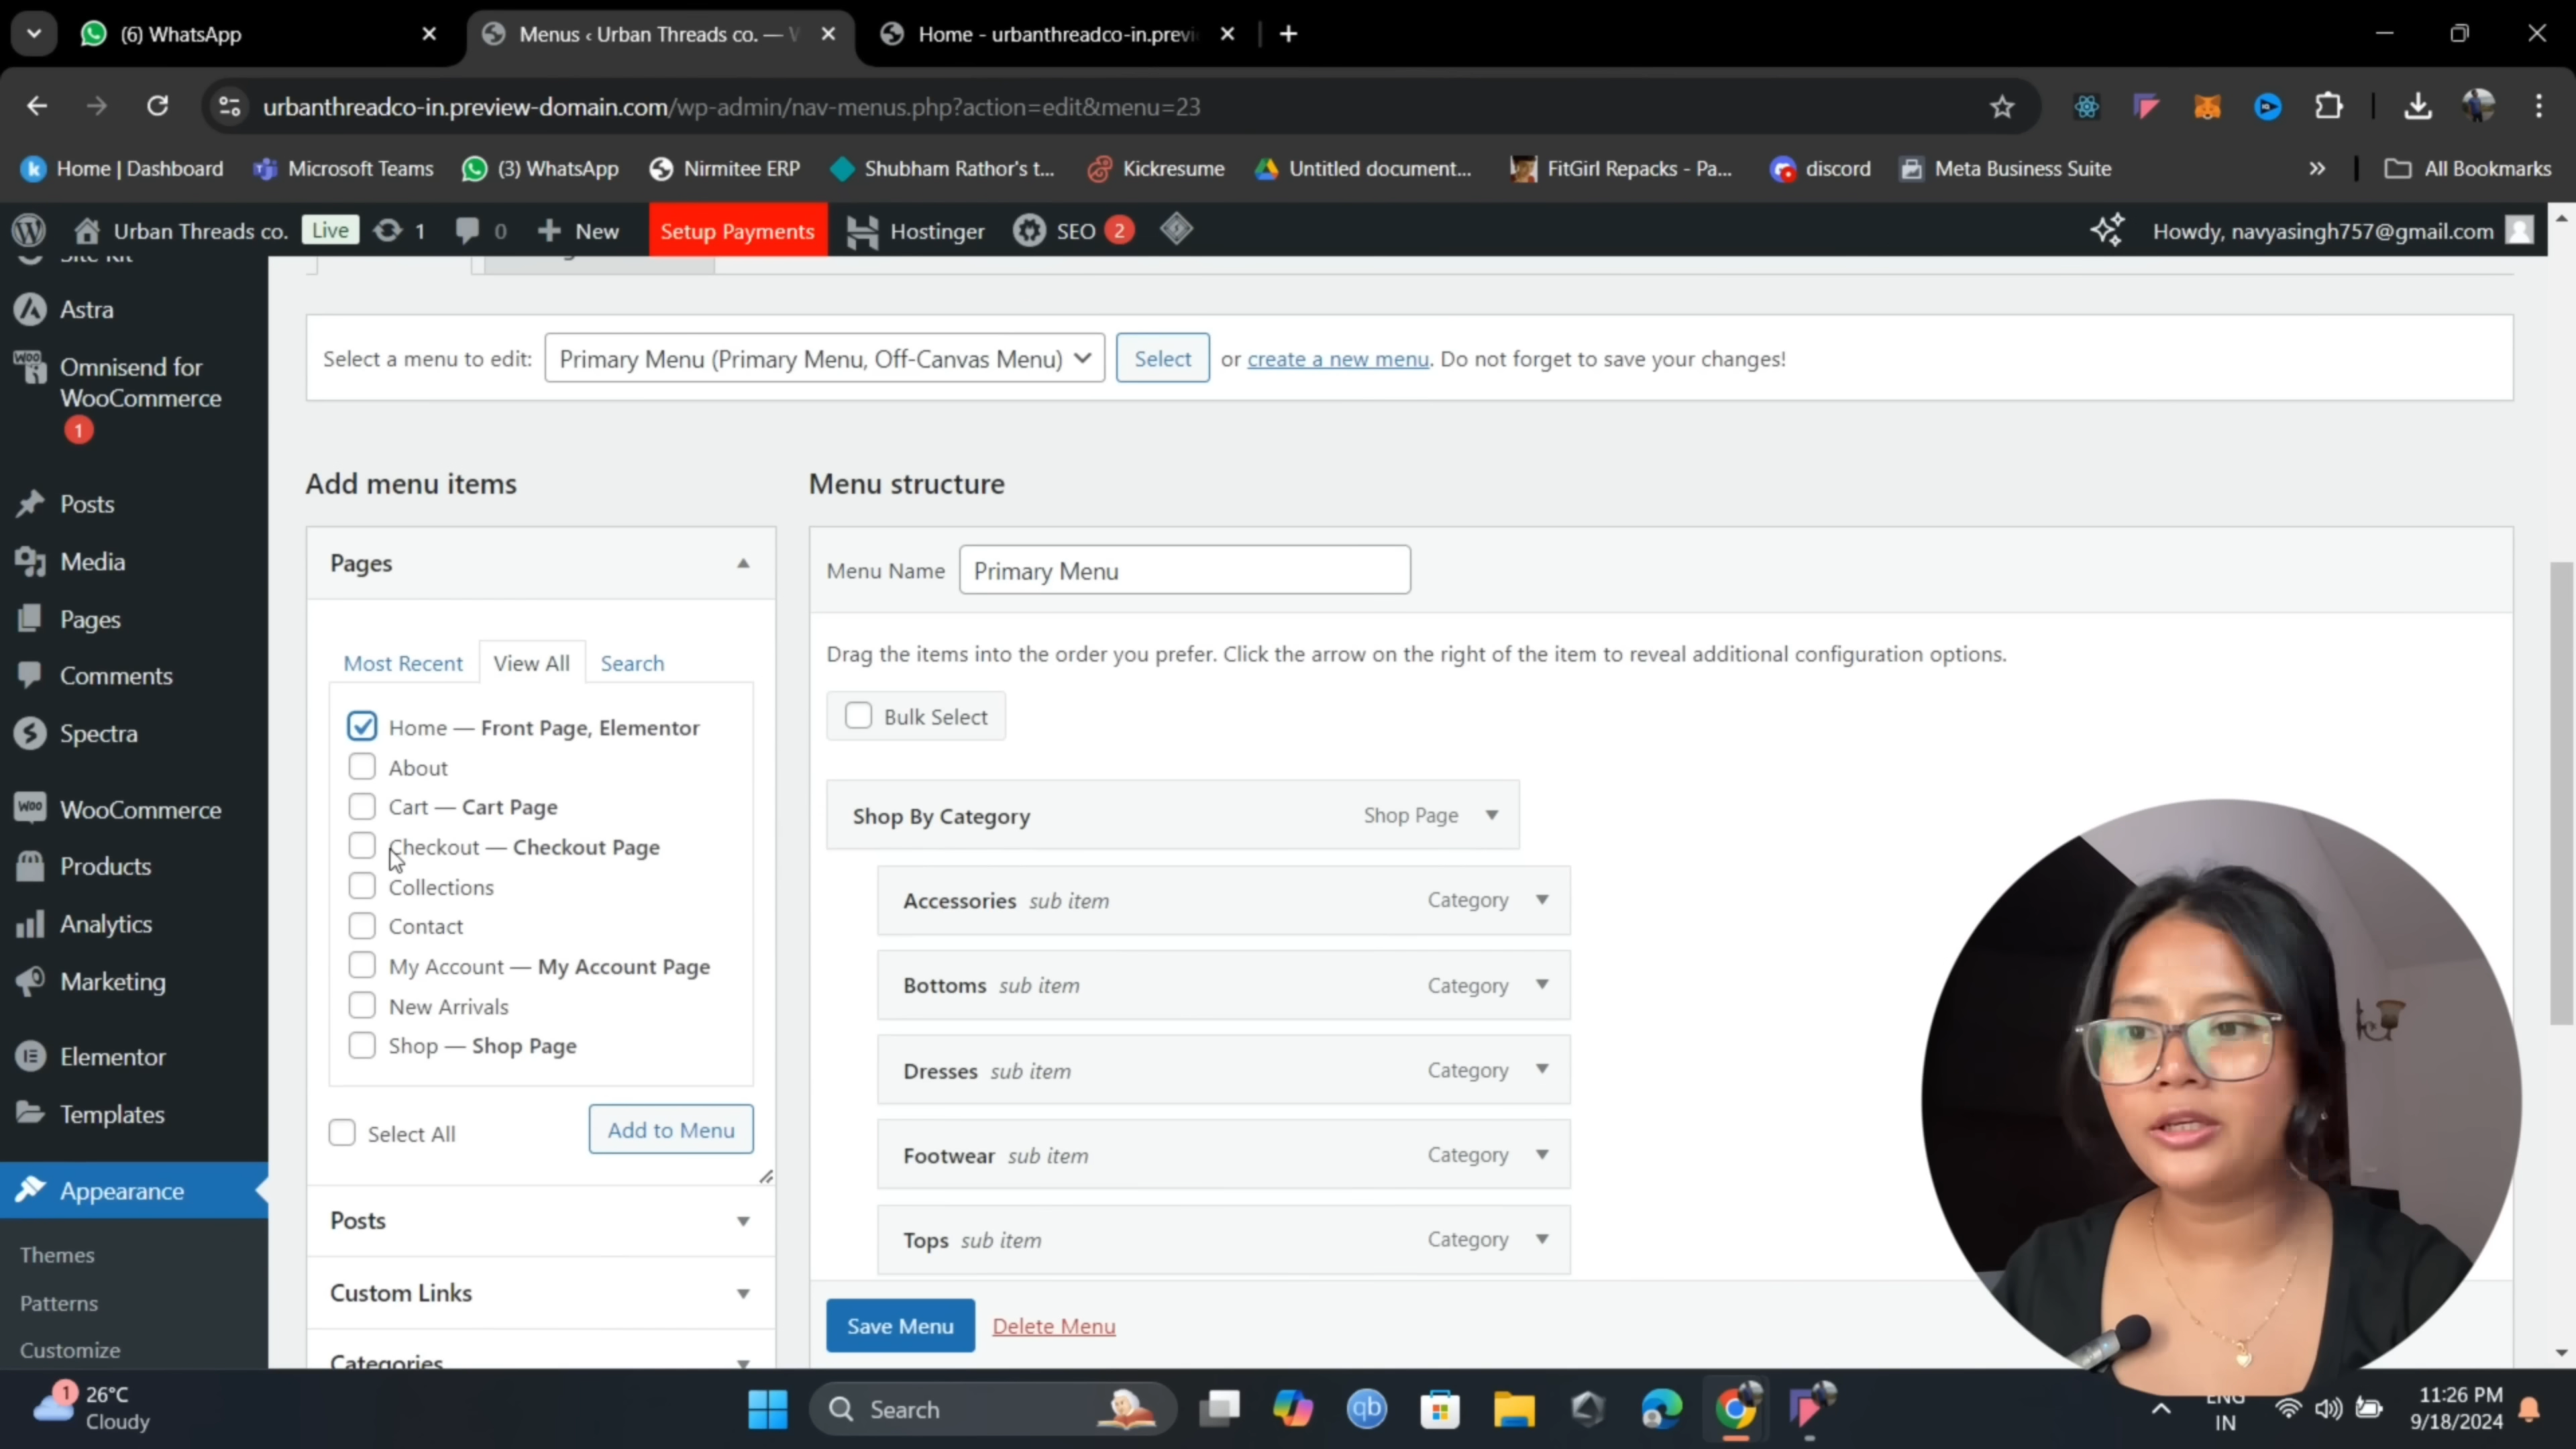 (6) WhatsApp
Menus ‹ Urban Threads co. — W
Home - urbanthreadco-in.previ
urbanthreadco-in.preview-domain.com/wp-admin/nav-menus.php?action=edit&menu=23
Home | Dashboard
Microsoft Teams
(3) WhatsApp
Nirmitee ERP
Shubham Rathor's t...
Kickresume
Untitled document...
FitGirl Repacks - Pa...
discord
Meta Business Suite
All Bookmarks
Urban Threads co.
Live
1
0
New
Setup Payments
Hostinger
SEO
2
Howdy, navyasingh757@gmail.com
Site Kit
Astra
Omnisend for
WooCommerce
1
Posts
Media
Pages
Comments
Spectra
WooCommerce
Products
Analytics
Marketing
Elementor
Templates
Appearance
Themes
Patterns
Customize
Select a menu to edit:
Primary Menu (Primary Menu, Off-Canvas Menu)
Select
or create a new menu. Do not forget to save your changes!
Add menu items
Pages
Most Recent
View All
Search
Home — Front Page, Elementor
About
Cart — Cart Page
Checkout — Checkout Page
Collections
Contact
My Account — My Account Page
New Arrivals
Shop — Shop Page
Select All
Add to Menu
Posts
Custom Links
Categories
Menu structure
Menu Name
Primary Menu
Drag the items into the order you prefer. Click the arrow on the right of the item to reveal additional configuration options.
Bulk Select
Shop By Category
Shop Page
Accessories sub item
Category
Bottoms sub item
Category
Dresses sub item
Category
Footwear sub item
Category
Tops sub item
Category
Save Menu
Delete Menu
1
26°C
Cloudy
Search
qb
ENG
IN
11:26 PM
9/18/2024